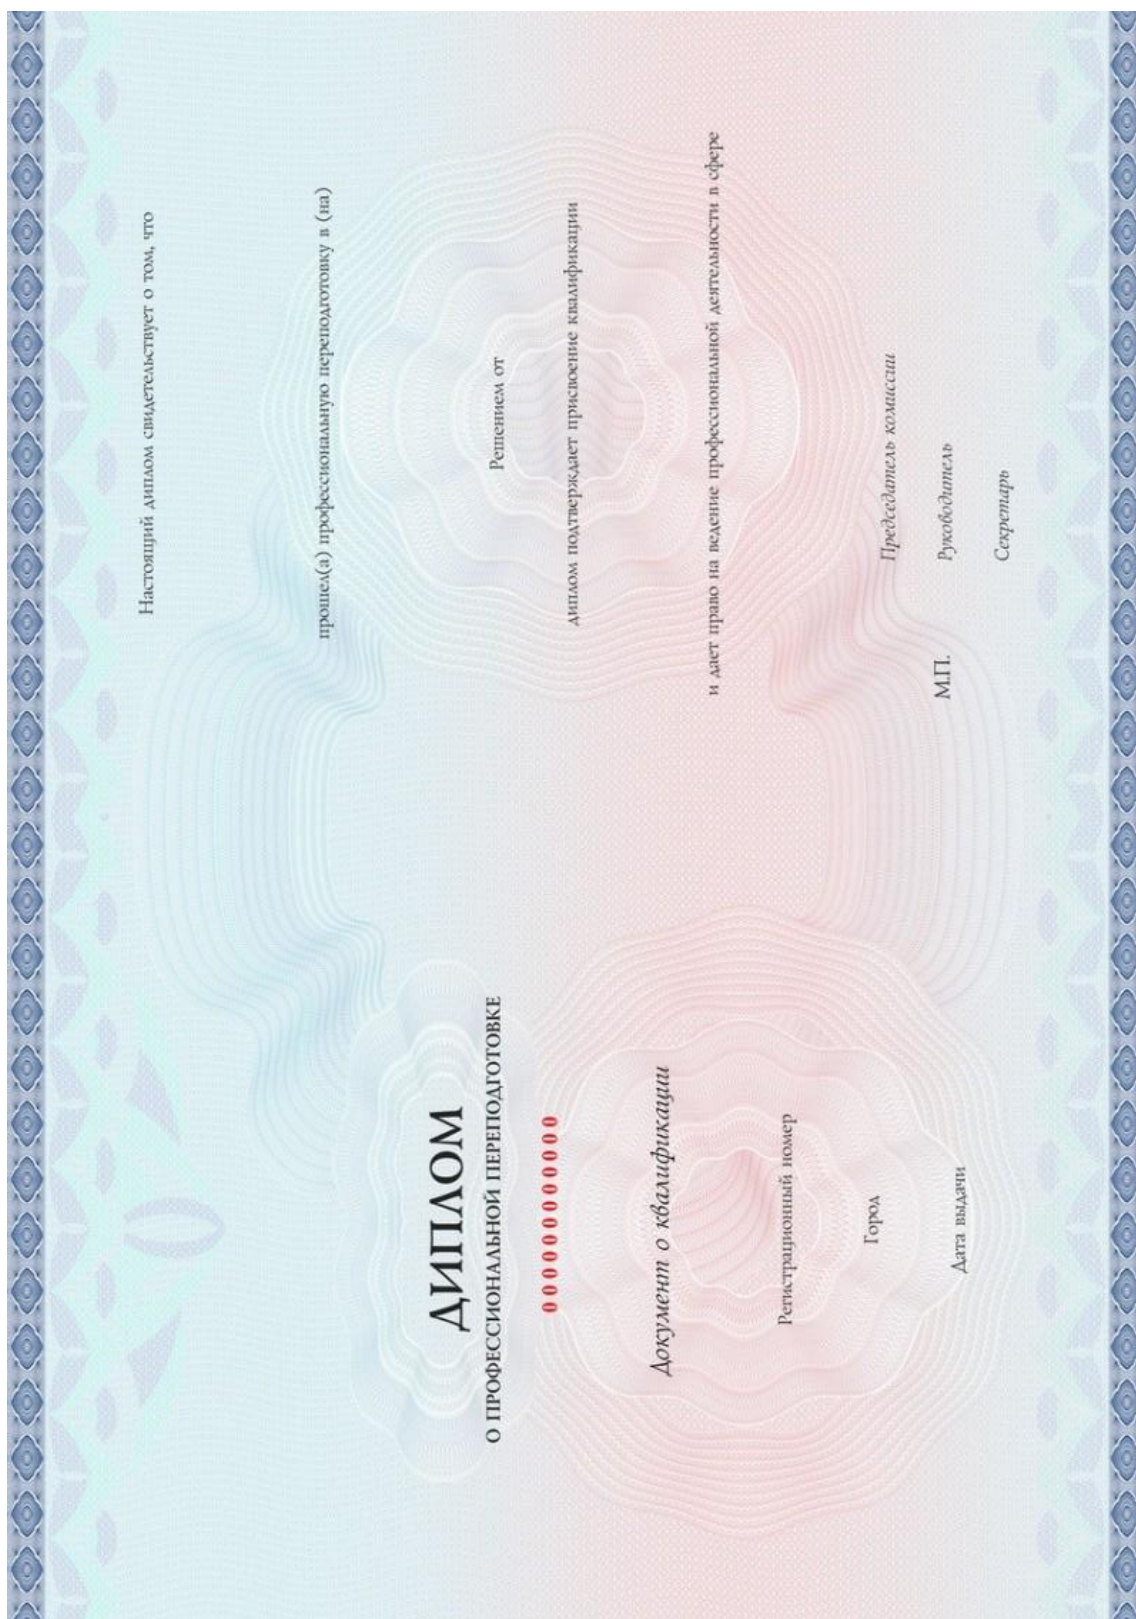 ДИПЛОМ
О ПРОФЕССИОНАЛЬНОЙ ПЕРЕПОДГОТОВКЕ
000000000000
Документ о квалификации
Регистрационный номер
Город
Дата выдачи
Настоящий диплом свидетельствует о том, что
прошел(а) профессиональную переподготовку в (на)
Решением от
диплом подтверждает присвоение квалификации
и дает право на ведение профессиональной деятельности в сфере
Председатель комиссии
М.П.
Руководитель
Секретарь